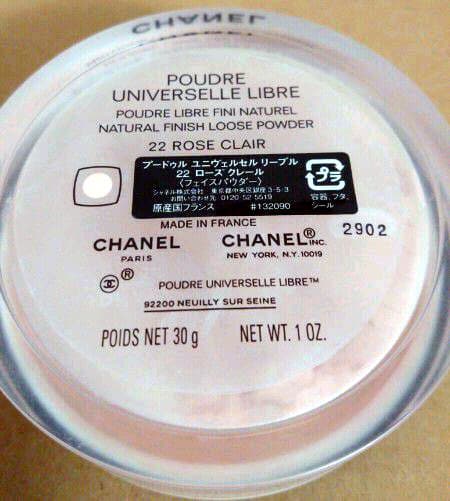 CHANEL
POUDRE
UNIVERSELLE LIBRE
POUDRE LIBRE FINI NATUREL
NATURAL FINISH LOOSE POWDER
22 ROSE CLAIR
プードゥル ユニヴェルセル リーブル
22 ローズ クレール
〈フェイスパウダー〉
シャネル株式会社 東京都中央区銀座3-5-3
お問い合わせ先 0120 52 5519
原産国フランス #132090
プラ
容器、フタ、
シール
MADE IN FRANCE
CHANEL
PARIS
CHANEL® INC.
NEW YORK, N.Y. 10019
2902
®
POUDRE UNIVERSELLE LIBRE™
92200 NEUILLY SUR SEINE
POIDS NET 30 g NET WT. 1 OZ.